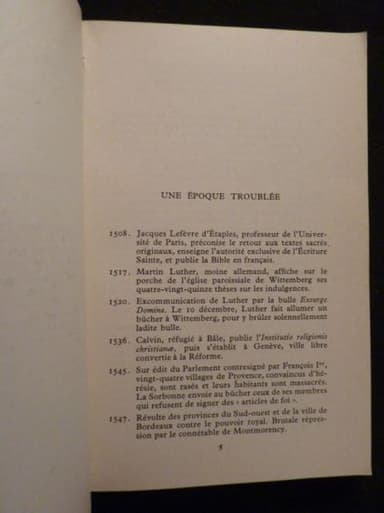 UNE ÉPOQUE TROUBLÉE
1508. Jacques Lefèvre d'Étaples, professeur de l'Univer-
sité de Paris, préconise le retour aux textes sacrés
originaux, enseigne l'autorité exclusive de l'Écriture
Sainte, et publie la Bible en français.
1517. Martin Luther, moine allemand, affiche sur le
porche de l'église paroissiale de Wittemberg ses
quatre-vingt-quinze thèses sur les indulgences.
1520. Excommunication de Luther par la bulle Exsurge
Domine. Le 10 décembre, Luther fait allumer un
bûcher à Wittemberg, pour y brûler solennellement
ladite bulle.
1536. Calvin, réfugié à Bâle, publie l'Institutio religionis
christianæ, puis s'établit à Genève, ville libre
convertie à la Réforme.
1545. Sur édit du Parlement contresigné par François Ier,
vingt-quatre villages de Provence, convaincus d'hé-
résie, sont rasés et leurs habitants sont massacrés.
La Sorbonne envoie au bûcher ceux de ses membres
qui refusent de signer des « articles de foi ».
1547. Révolte des provinces du Sud-ouest et de la ville de
Bordeaux contre le pouvoir royal. Brutale répres-
sion par le connétable de Montmorency.
5